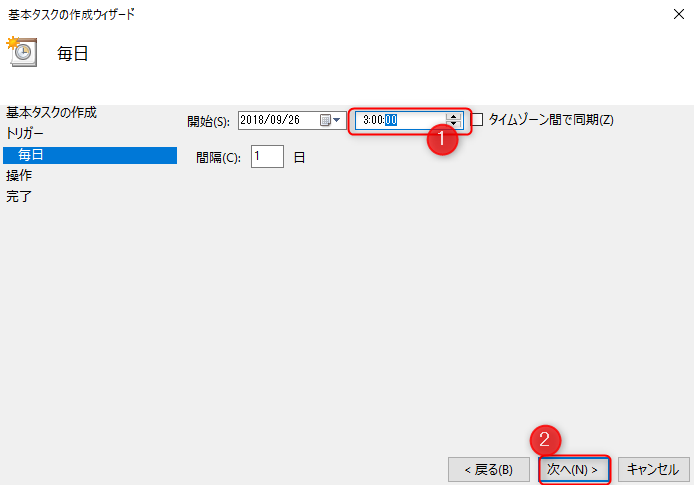 基本タスクの作成ウィザード
毎日
基本タスクの作成
トリガー
毎日
操作
完了
開始(S): 2018/09/26 3:00:00 タイムゾーン間で同期(Z)
1
間隔(C): 1 日
2
< 戻る(B) 次へ(N) > キャンセル